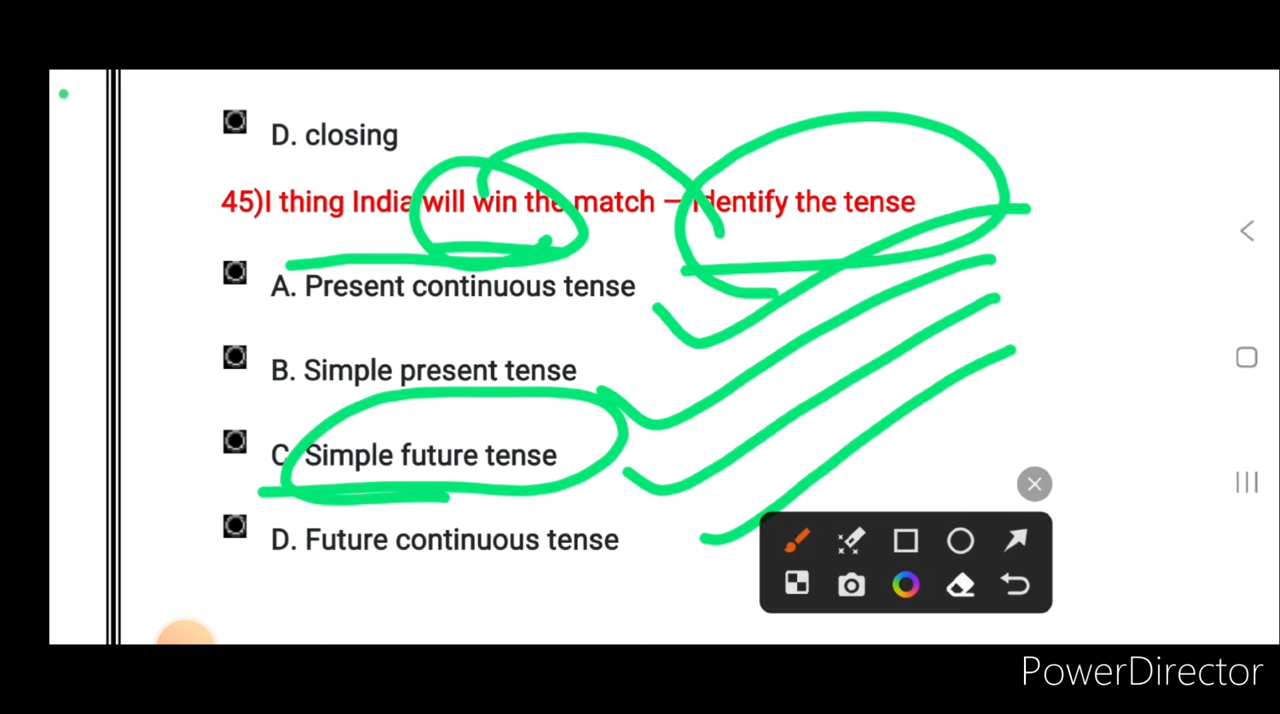 D. closing
45)I thing India will win the match – Identify the tense
A. Present continuous tense
B. Simple present tense
C. Simple future tense
D. Future continuous tense
PowerDirector